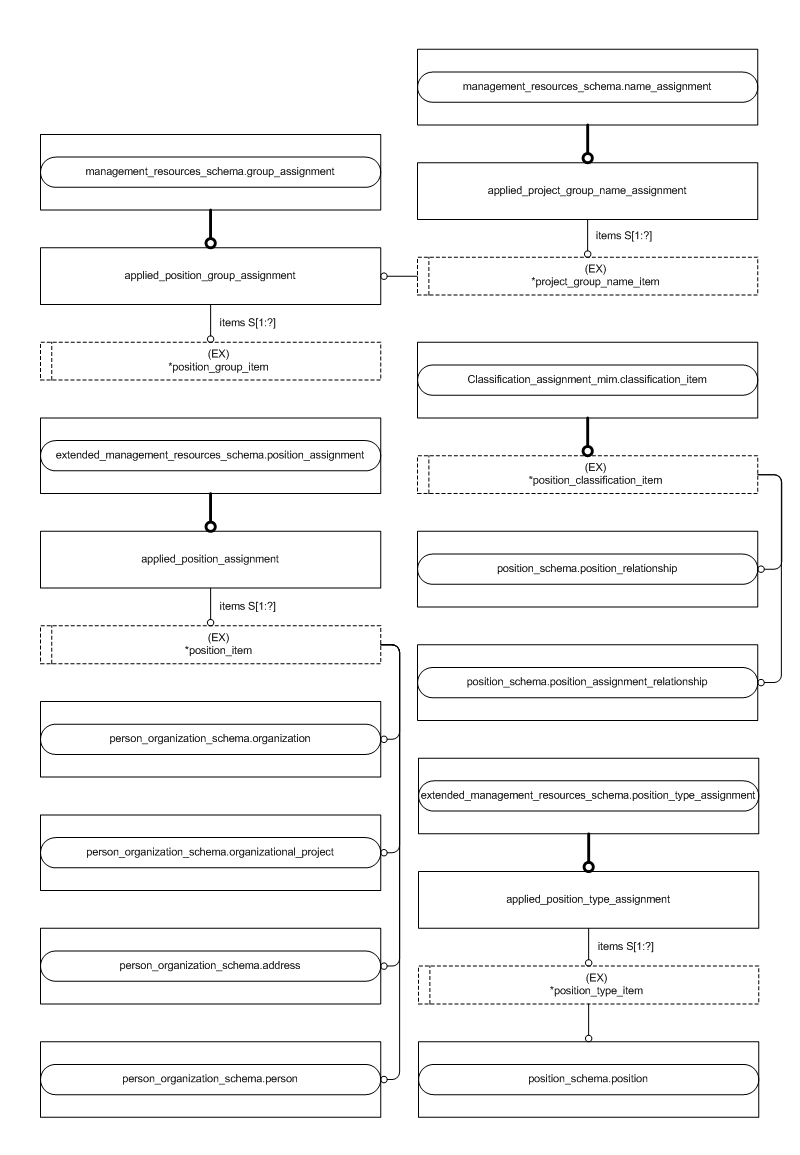 management_resources_schema.name_assignment
applied_project_group_name_assignment
items S[1:?]
(EX)
*project_group_name_item
management_resources_schema.group_assignment
applied_position_group_assignment
items S[1:?]
(EX)
*position_group_item
Classification_assignment_mim.classification_item
(EX)
*position_classification_item
position_schema.position_relationship
position_schema.position_assignment_relationship
extended_management_resources_schema.position_assignment
applied_position_assignment
items S[1:?]
(EX)
*position_item
person_organization_schema.organization
person_organization_schema.organizational_project
person_organization_schema.address
person_organization_schema.person
extended_management_resources_schema.position_type_assignment
applied_position_type_assignment
items S[1:?]
(EX)
*position_type_item
position_schema.position